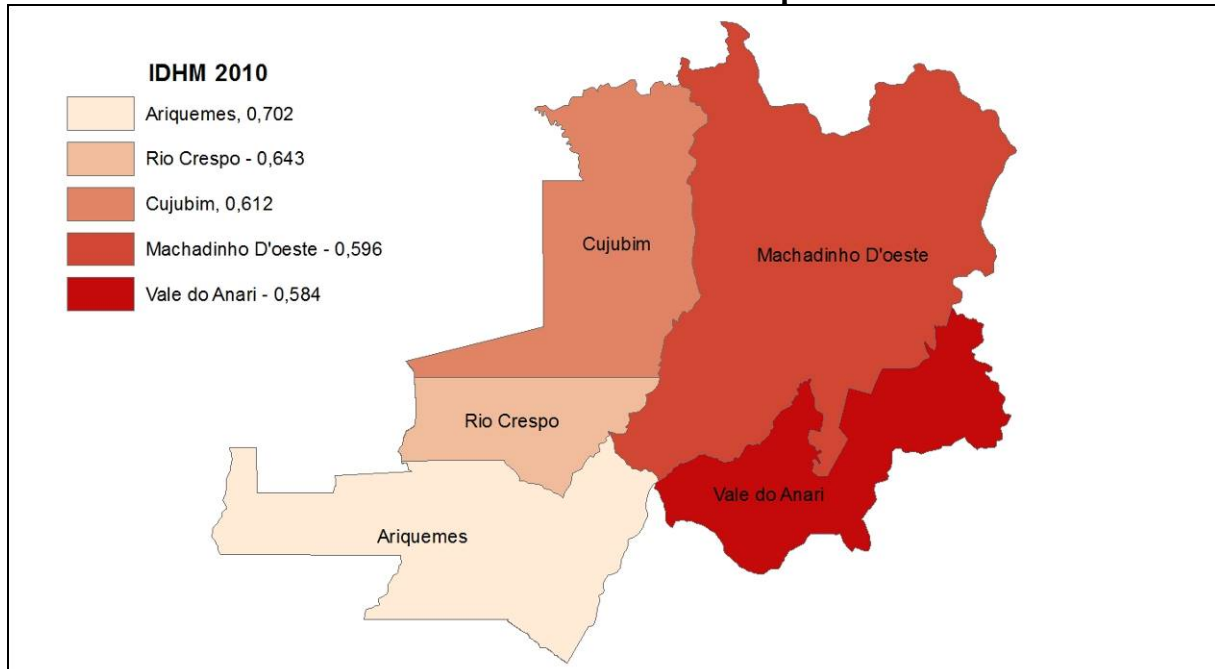 IDHM 2010
Ariquemes, 0,702
Rio Crespo - 0,643
Cujubim, 0,612
Machadinho D'oeste - 0,596
Vale do Anari - 0,584
Cujubim
Machadinho D'oeste
Rio Crespo
Vale do Anari
Ariquemes